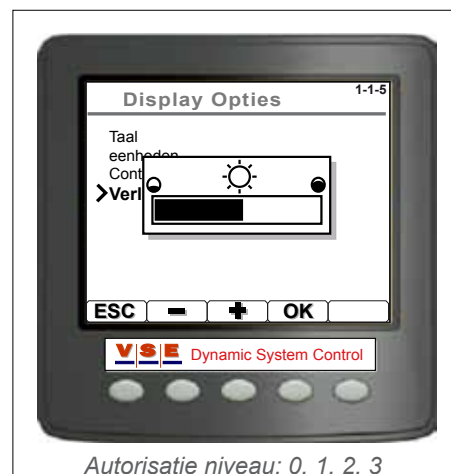 Display Opties
1-1-5
Taal
eenheden
Cont
Verl
ESC - + OK
VSE Dynamic System Control
Autorisatie niveau: 0, 1, 2, 3